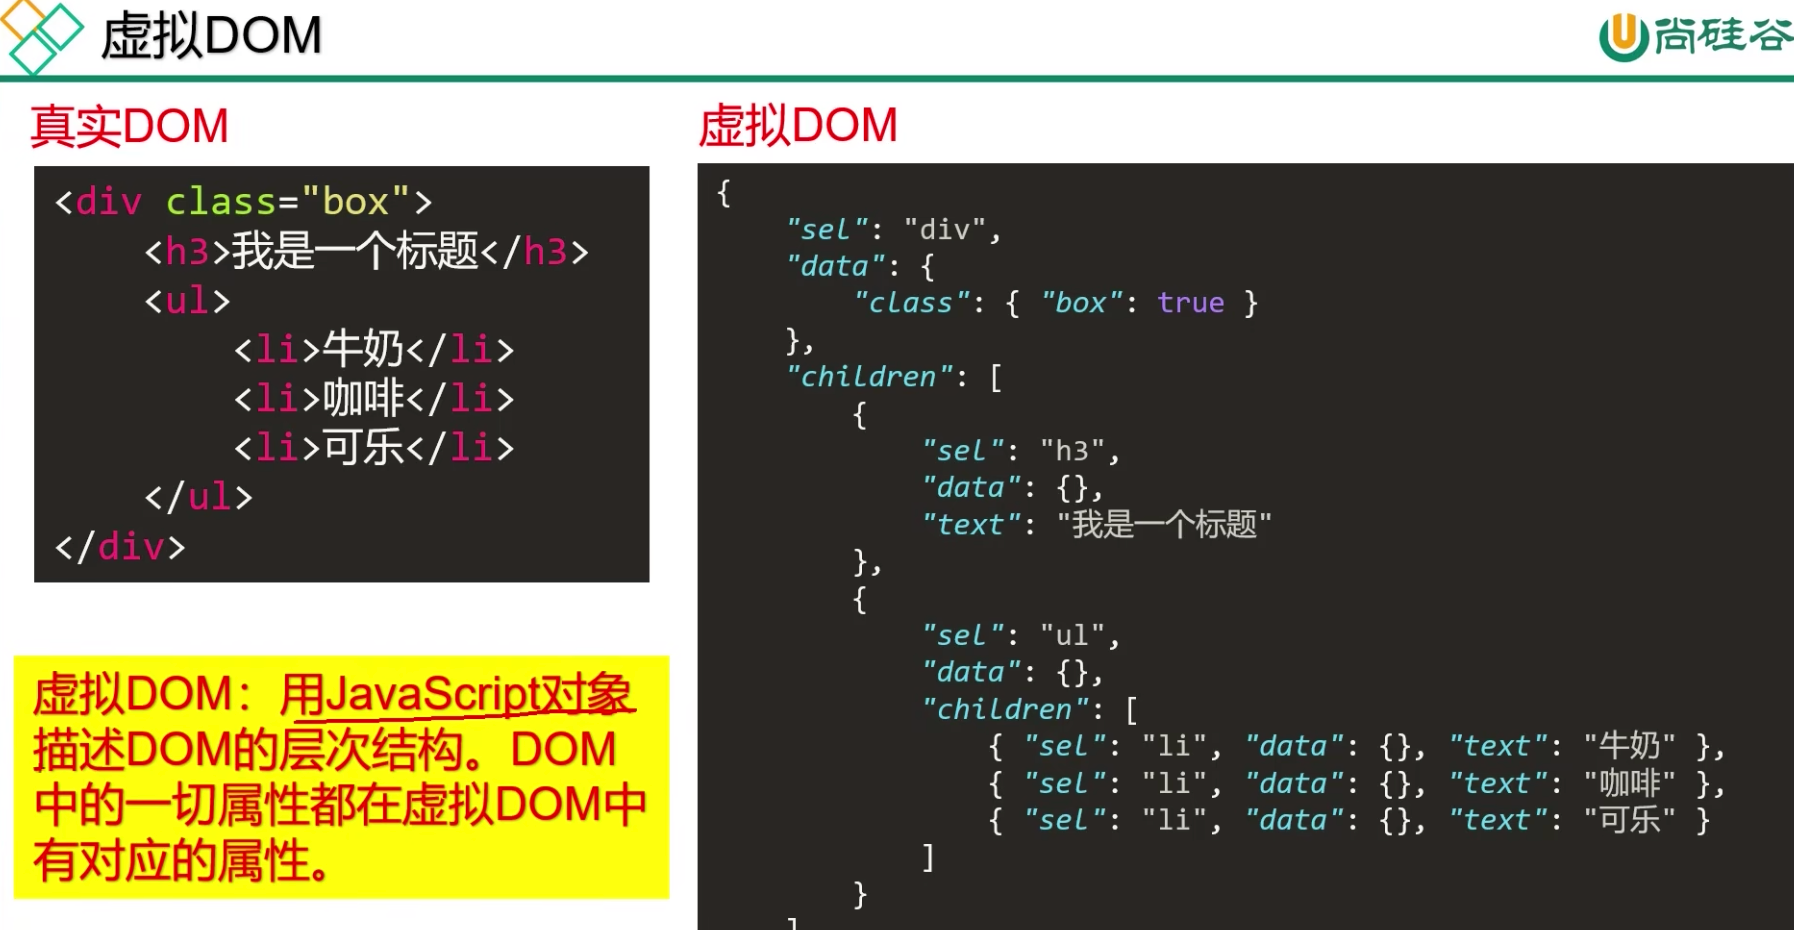 虚拟DOM
尚硅谷
真实DOM
<div class="box">
<h3>我是一个标题</h3>
<ul>
<li>牛奶</li>
<li>咖啡</li>
<li>可乐</li>
</ul>
</div>
虚拟DOM：用JavaScript对象
描述DOM的层次结构。DOM
中的一切属性都在虚拟DOM中
有对应的属性。
虚拟DOM
{
"sel": "div",
"data": {
"class": { "box": true }
},
"children": [
{
"sel": "h3",
"data": {},
"text": "我是一个标题"
},
{
"sel": "ul",
"data": {},
"children": [
{ "sel": "li", "data": {}, "text": "牛奶" },
{ "sel": "li", "data": {}, "text": "咖啡" },
{ "sel": "li", "data": {}, "text": "可乐" }
]
}
]